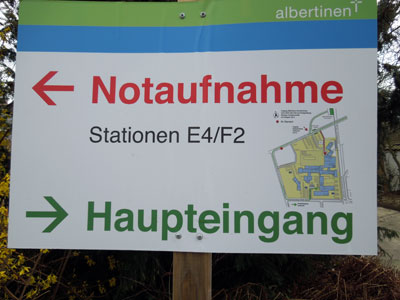 albertinen
← Notaufnahme
Stationen E4/F2
→ Haupteingang